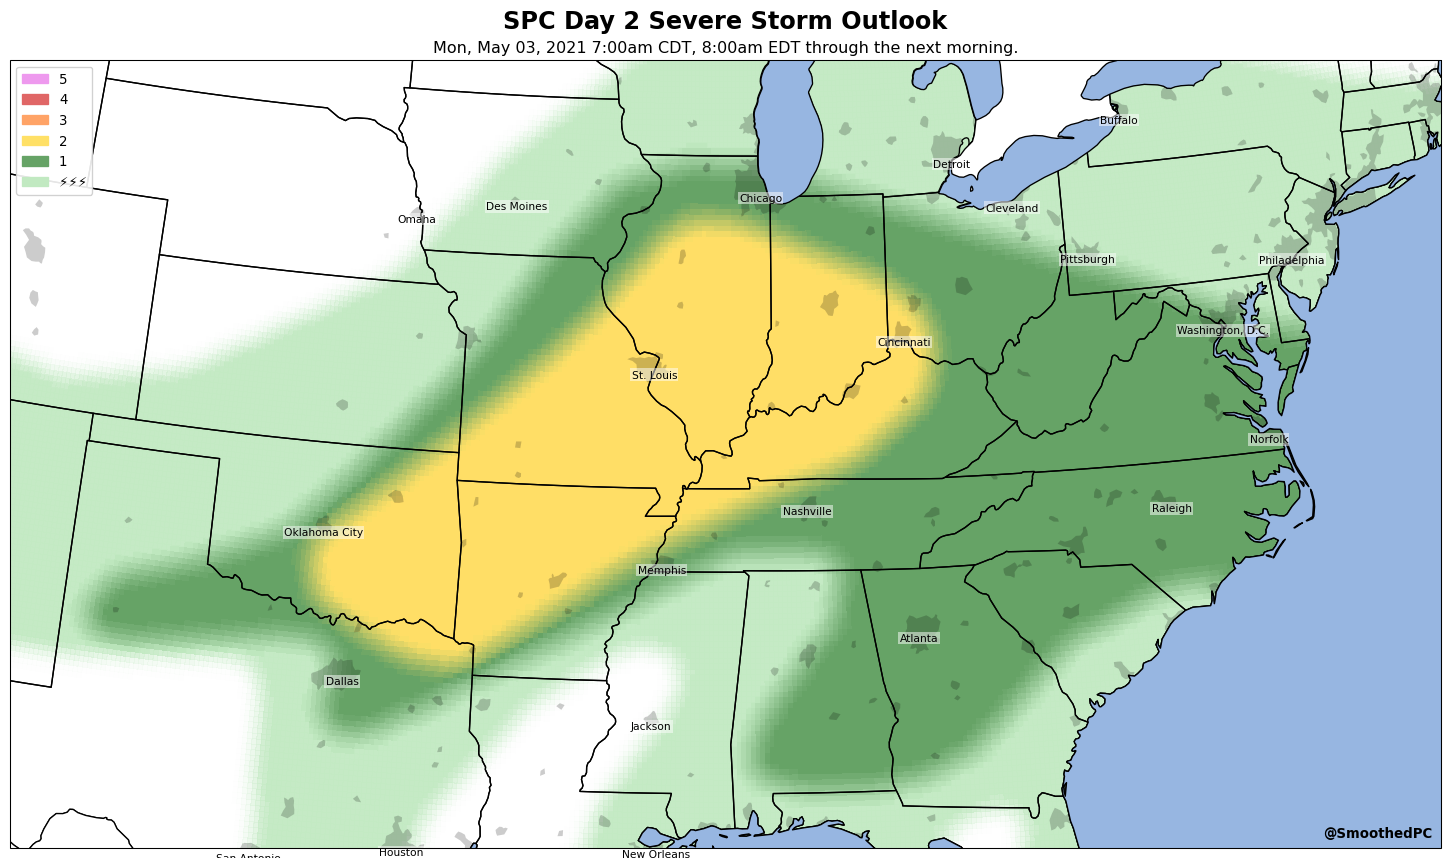 SPC Day 2 Severe Storm Outlook
Mon, May 03, 2021 7:00am CDT, 8:00am EDT through the next morning.
5
4
3
2
1
⚡⚡⚡
Buffalo
Detroit
Chicago
Des Moines
Cleveland
Omaha
Pittsburgh
Philadelphia
Washington, D.C.
Cincinnati
St. Louis
Norfolk
Raleigh
Nashville
Oklahoma City
Memphis
Atlanta
Dallas
Jackson
@SmoothedPC
Houston
New Orleans
San Antonio